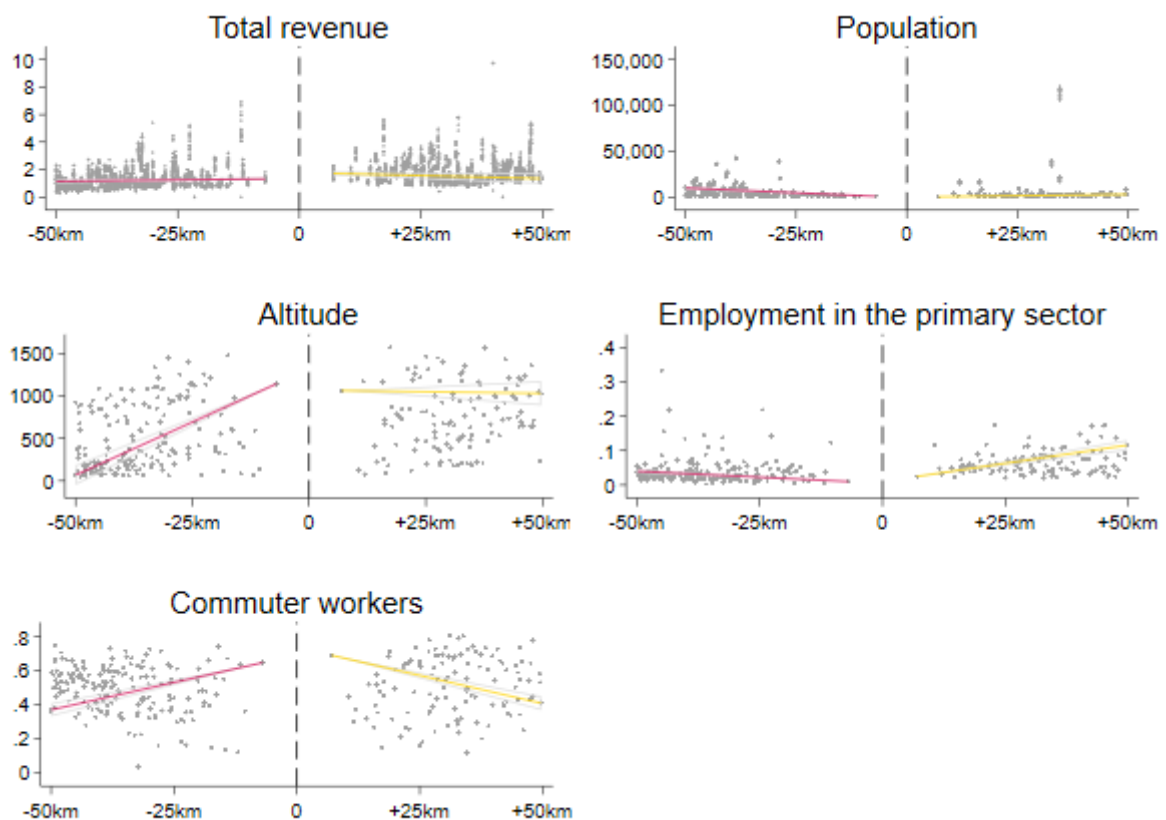 Total revenue
10
8
6
4
2
0
-50km -25km 0 +25km +50km
Population
150,000
100,000
50,000
0
-50km -25km 0 +25km +50km
Altitude
1500
1000
500
0
-50km -25km 0 +25km +50km
Employment in the primary sector
.4
.3
.2
.1
0
-50km -25km 0 +25km +50km
Commuter workers
.8
.6
.4
.2
0
-50km -25km 0 +25km +50km